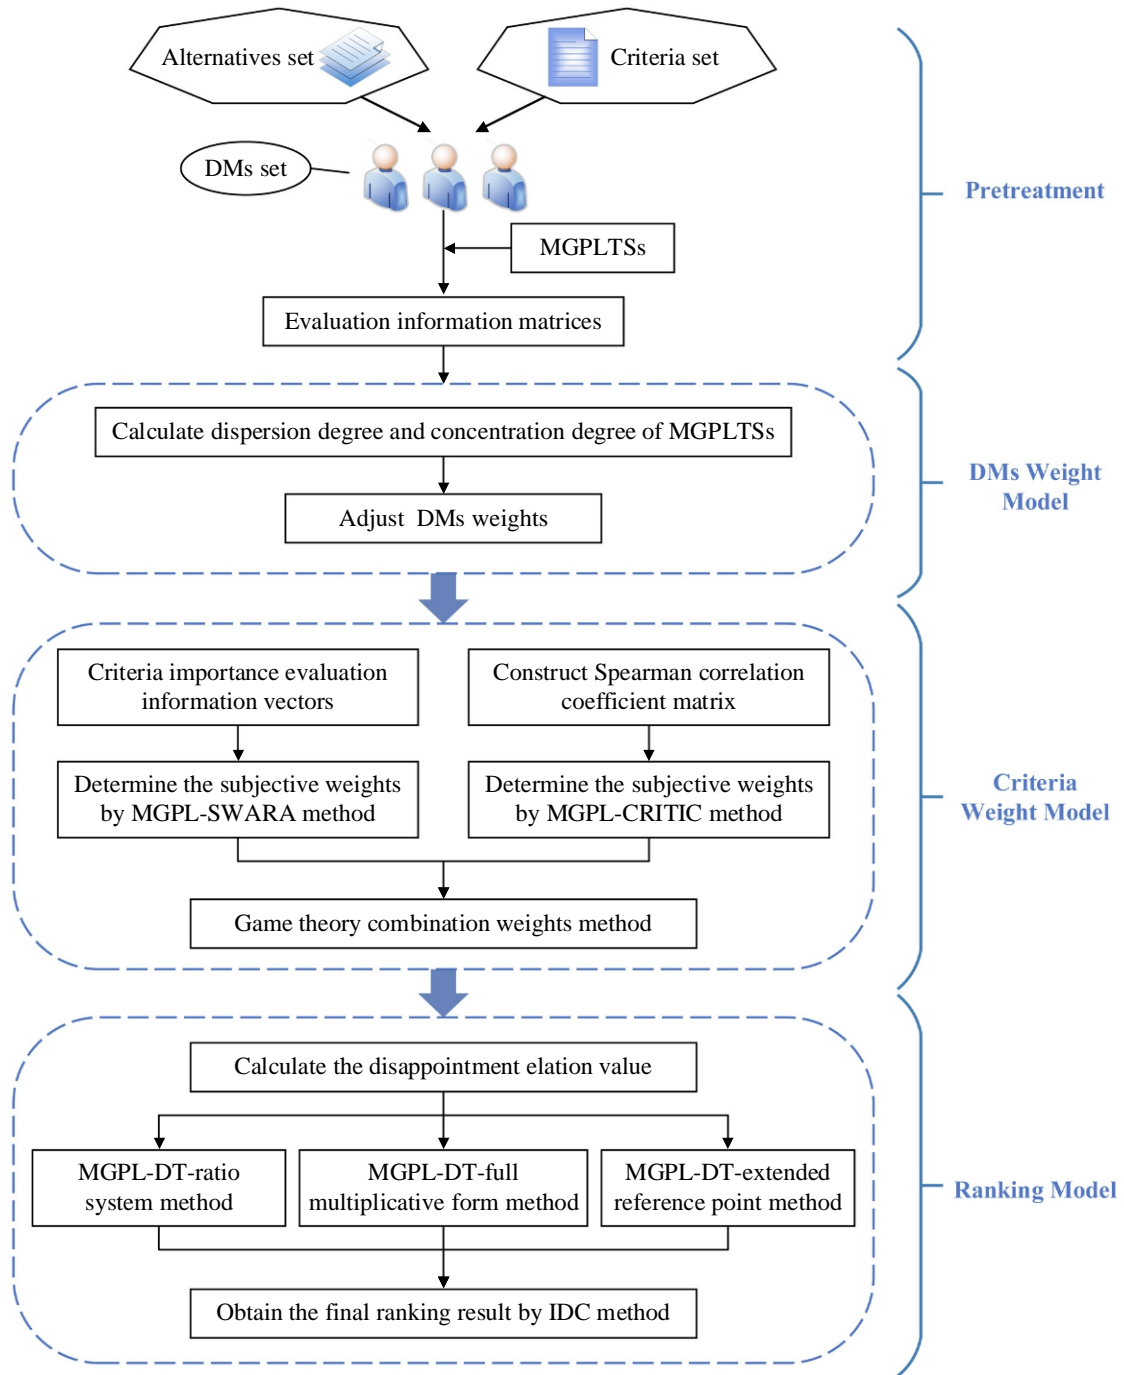 Alternatives set
Criteria set
DMs set
MGPLTSs
Evaluation information matrices
Pretreatment
Calculate dispersion degree and concentration degree of MGPLTSs
Adjust DMs weights
DMs Weight
Model
Criteria importance evaluation
information vectors
Construct Spearman correlation
coefficient matrix
Determine the subjective weights
by MGPL-SWARA method
Determine the subjective weights
by MGPL-CRITIC method
Game theory combination weights method
Criteria
Weight Model
Calculate the disappointment elation value
MGPL-DT-ratio
system method
MGPL-DT-full
multiplicative form method
MGPL-DT-extended
reference point method
Obtain the final ranking result by IDC method
Ranking Model